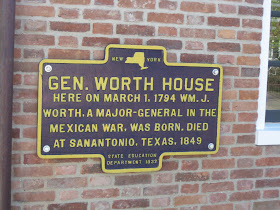 NEW YORK
GEN. WORTH HOUSE
HERE ON MARCH 1, 1794 WM. J.
WORTH, A MAJOR-GENERAL IN THE
MEXICAN WAR, WAS BORN. DIED
AT SANANTONIO, TEXAS, 1849
STATE EDUCATION
DEPARTMENT 1935